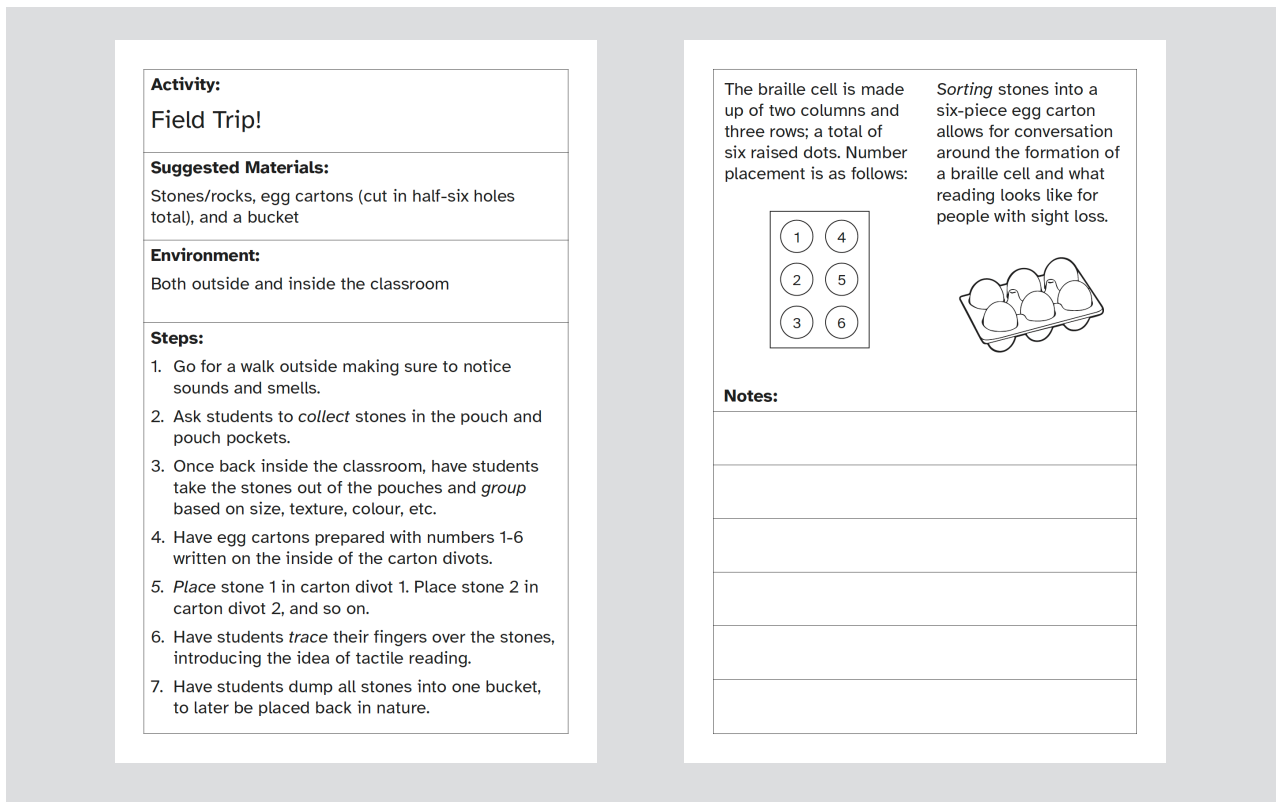 Activity:
Field Trip!
Suggested Materials:
Stones/rocks, egg cartons (cut in half-six holes
total), and a bucket
Environment:
Both outside and inside the classroom
Steps:
1. Go for a walk outside making sure to notice
sounds and smells.
2. Ask students to collect stones in the pouch and
pouch pockets.
3. Once back inside the classroom, have students
take the stones out of the pouches and group
based on size, texture, colour, etc.
4. Have egg cartons prepared with numbers 1-6
written on the inside of the carton divots.
5. Place stone 1 in carton divot 1. Place stone 2 in
carton divot 2, and so on.
6. Have students trace their fingers over the stones,
introducing the idea of tactile reading.
7. Have students dump all stones into one bucket,
to later be placed back in nature.
The braille cell is made
up of two columns and
three rows; a total of
six raised dots. Number
placement is as follows:
1 4
2 5
3 6
Sorting stones into a
six-piece egg carton
allows for conversation
around the formation of
a braille cell and what
reading looks like for
people with sight loss.
Notes: